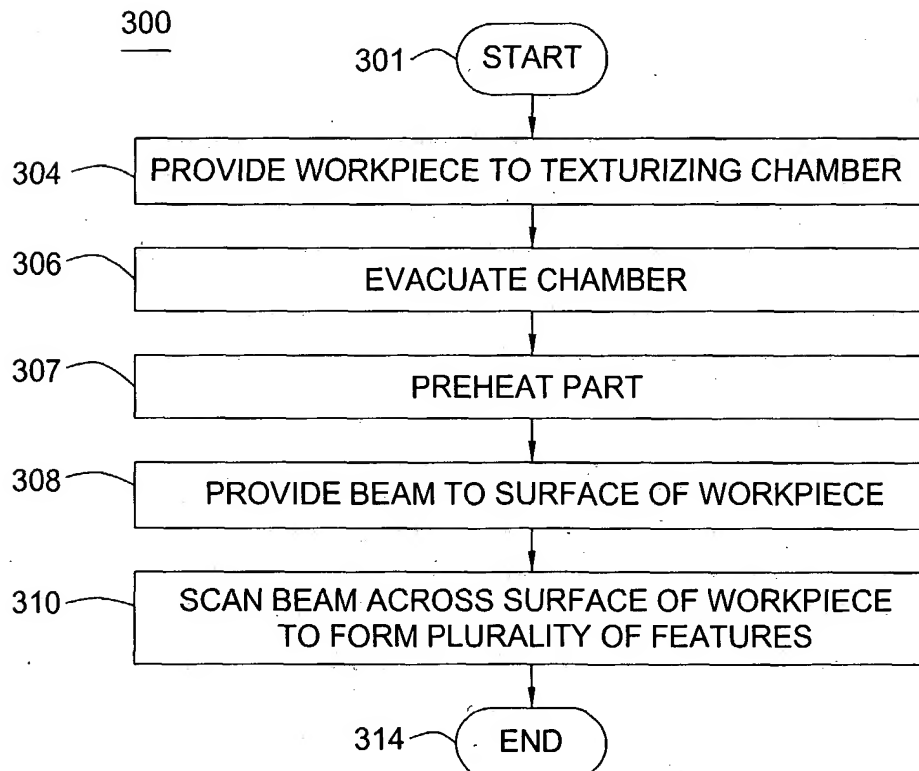 300
301 START
304 PROVIDE WORKPIECE TO TEXTURIZING CHAMBER
306 EVACUATE CHAMBER
307 PREHEAT PART
308 PROVIDE BEAM TO SURFACE OF WORKPIECE
310 SCAN BEAM ACROSS SURFACE OF WORKPIECE
TO FORM PLURALITY OF FEATURES
314 END